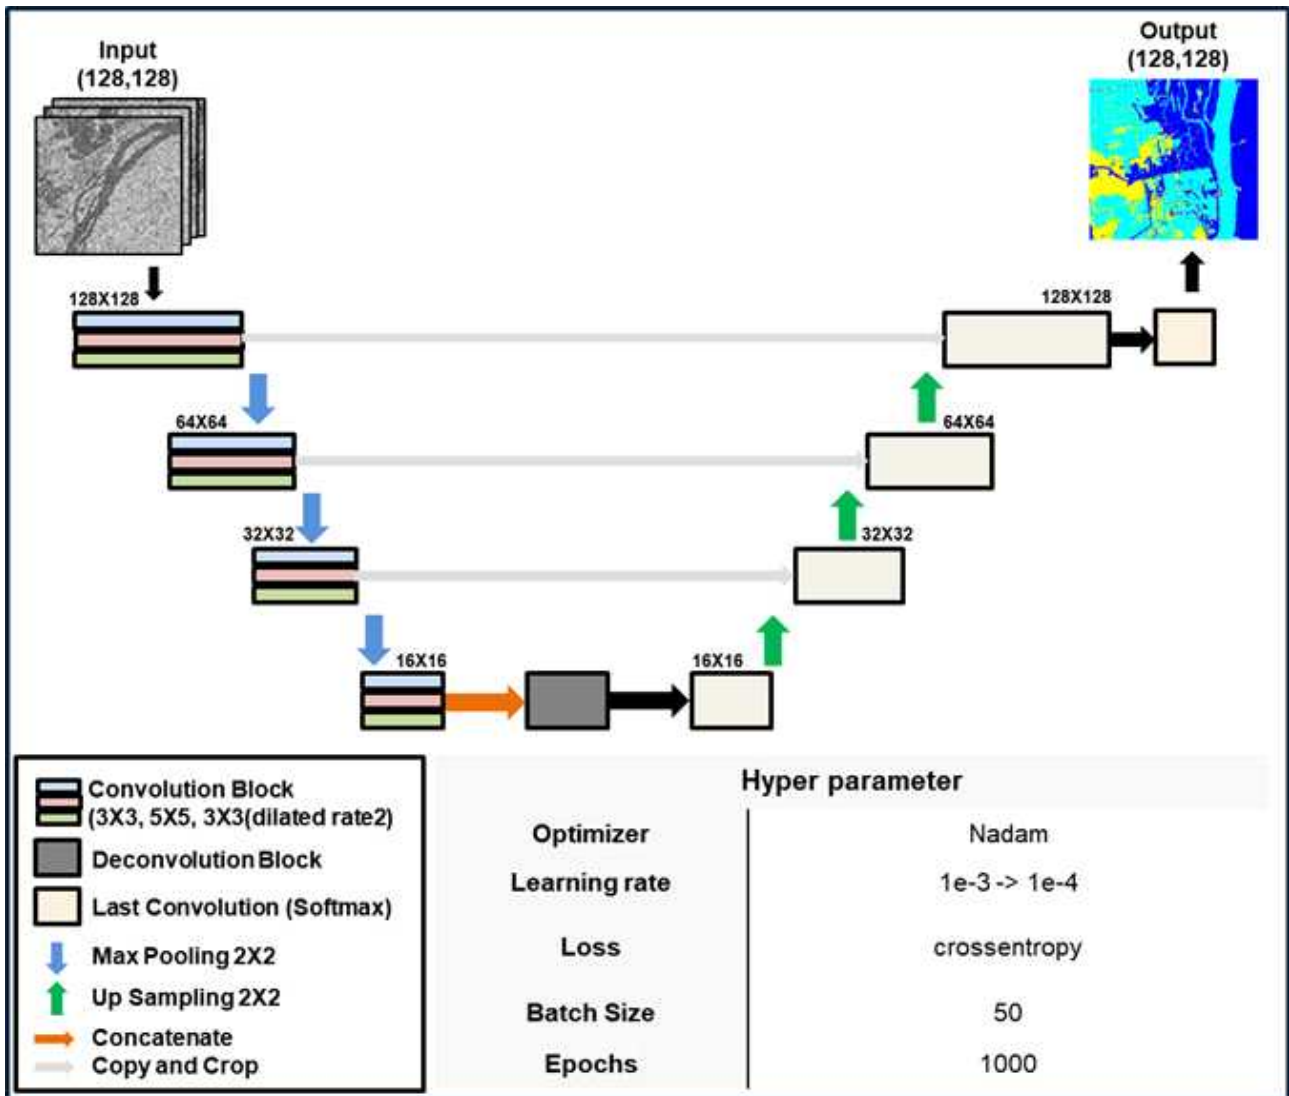 Input
(128,128)
Output
(128,128)
128X128
128X128
64X64
64X64
32X32
32X32
16X16
16X16
Convolution Block
(3X3, 5X5, 3X3(dilated rate2)
Deconvolution Block
Last Convolution (Softmax)
Max Pooling 2X2
Up Sampling 2X2
Concatenate
Copy and Crop
Hyper parameter
Optimizer Nadam
Learning rate 1e-3 -> 1e-4
Loss crossentropy
Batch Size 50
Epochs 1000